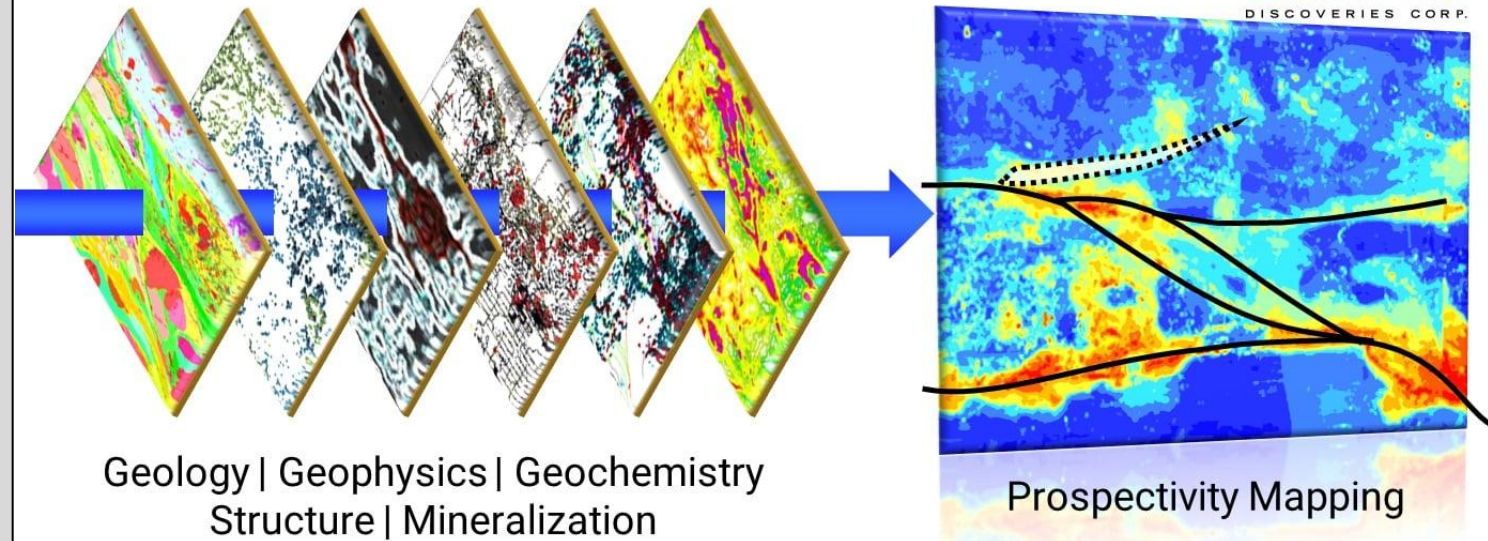 DISCOVERIES CORP.
Geology | Geophysics | Geochemistry
Structure | Mineralization
Prospectivity Mapping